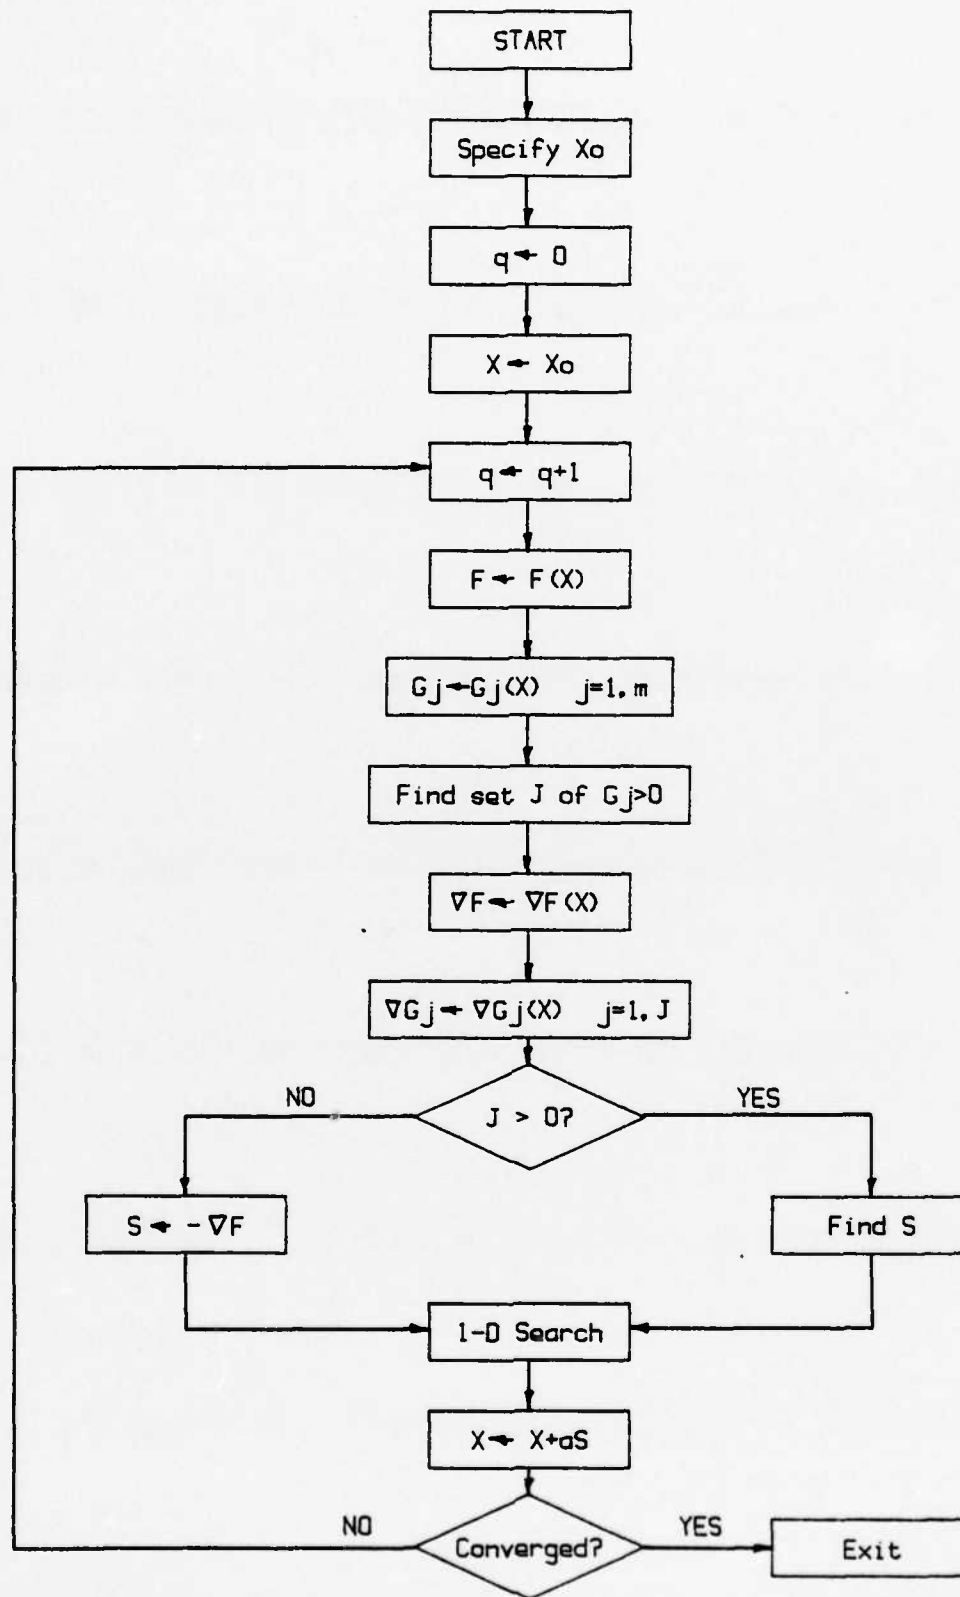 START
Specify Xo
q ← 0
X ← Xo
q ← q+1
F ← F(X)
Gj←Gj(X) j=1,m
Find set J of Gj>0
∇F ← ∇F(X)
∇Gj ← ∇Gj(X) j=1,J
NO
J > 0?
YES
S ← -∇F
Find S
1-D Search
X ← X+aS
NO
Converged?
YES
Exit